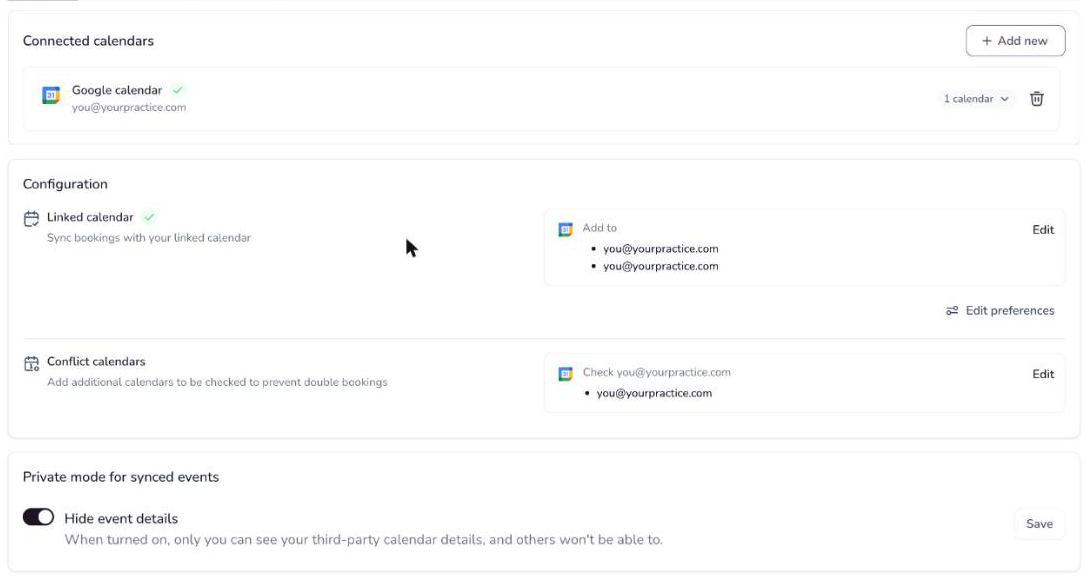 Connected calendars
+ Add new
Google calendar
you@yourpractice.com
1 calendar
Configuration
Linked calendar
Sync bookings with your linked calendar
Add to
• you@yourpractice.com
• you@yourpractice.com
Edit
Edit preferences
Conflict calendars
Add additional calendars to be checked to prevent double bookings
Check you@yourpractice.com
• you@yourpractice.com
Edit
Private mode for synced events
Hide event details
When turned on, only you can see your third-party calendar details, and others won't be able to.
Save